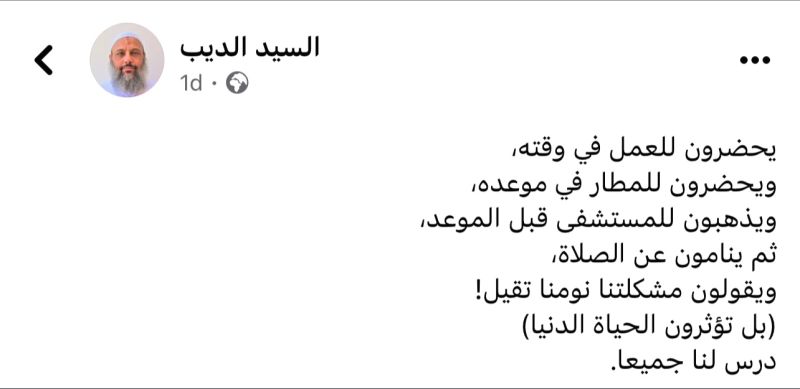 السيد الديب
1d ·
يحضرون للعمل في وقته،
ويحضرون للمطار في موعده،
ويذهبون للمستشفى قبل الموعد،
ثم ينامون عن الصلاة،
ويقولون مشكلتنا نومنا تقيل!
(بل تؤثرون الحياة الدنيا)
درس لنا جميعا.